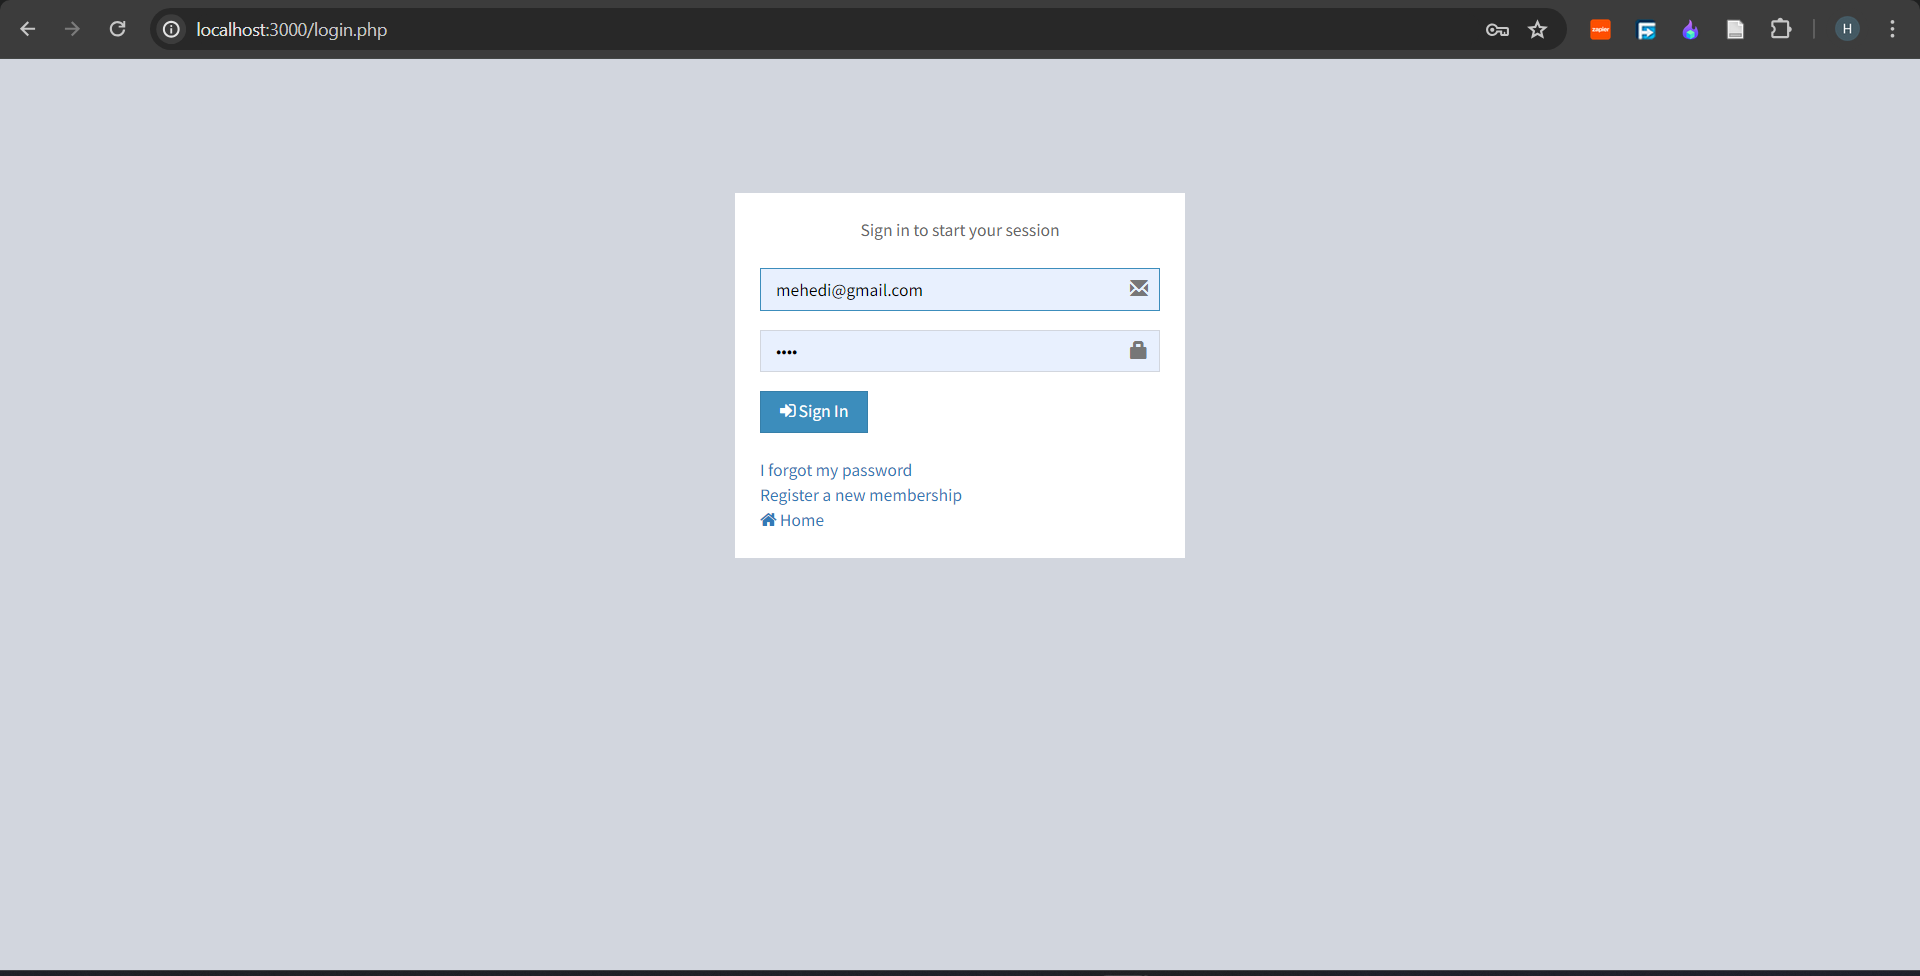 localhost:3000/login.php
zapier
H
Sign in to start your session
mehedi@gmail.com
••••
Sign In
I forgot my password
Register a new membership
Home